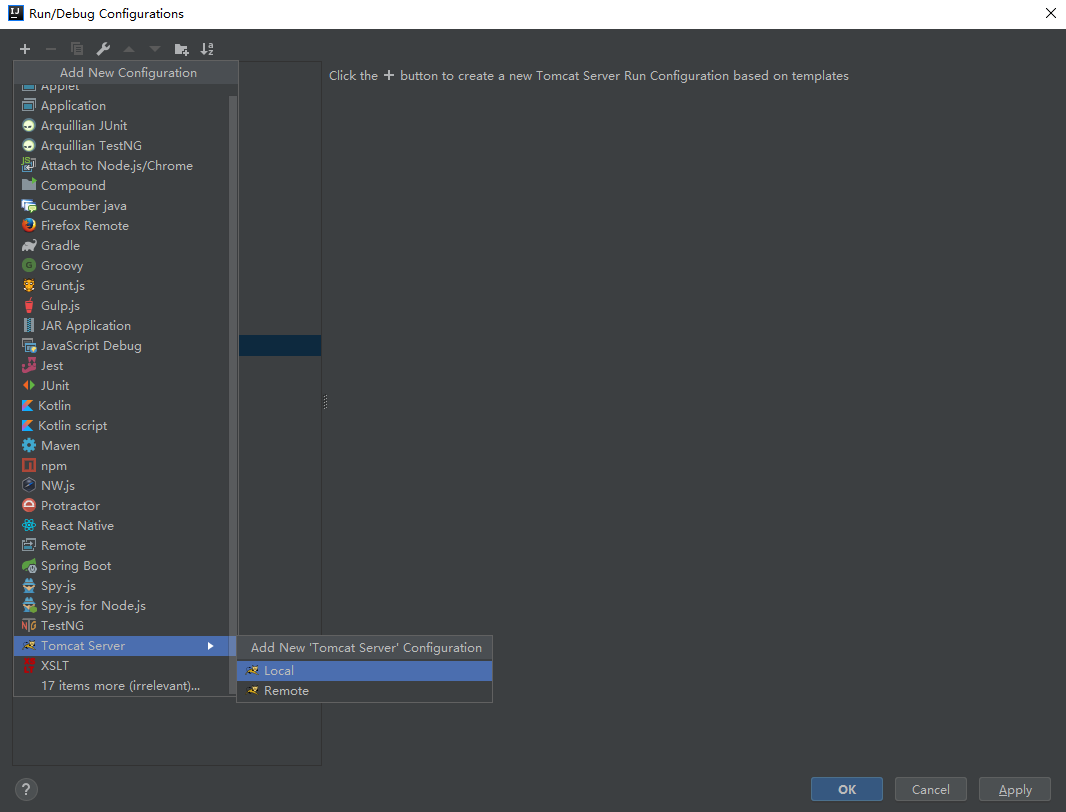 Run/Debug Configurations
Add New Configuration
Click the + button to create a new Tomcat Server Run Configuration based on templates
Applet
Application
Arquillian JUnit
Arquillian TestNG
Attach to Node.js/Chrome
Compound
Cucumber java
Firefox Remote
Gradle
Groovy
Grunt.js
Gulp.js
JAR Application
JavaScript Debug
Jest
JUnit
Kotlin
Kotlin script
Maven
npm
NW.js
Protractor
React Native
Remote
Spring Boot
Spy-js
Spy-js for Node.js
TestNG
Tomcat Server
XSLT
17 items more (irrelevant)...
Add New 'Tomcat Server' Configuration
Local
Remote
?
OK
Cancel
Apply